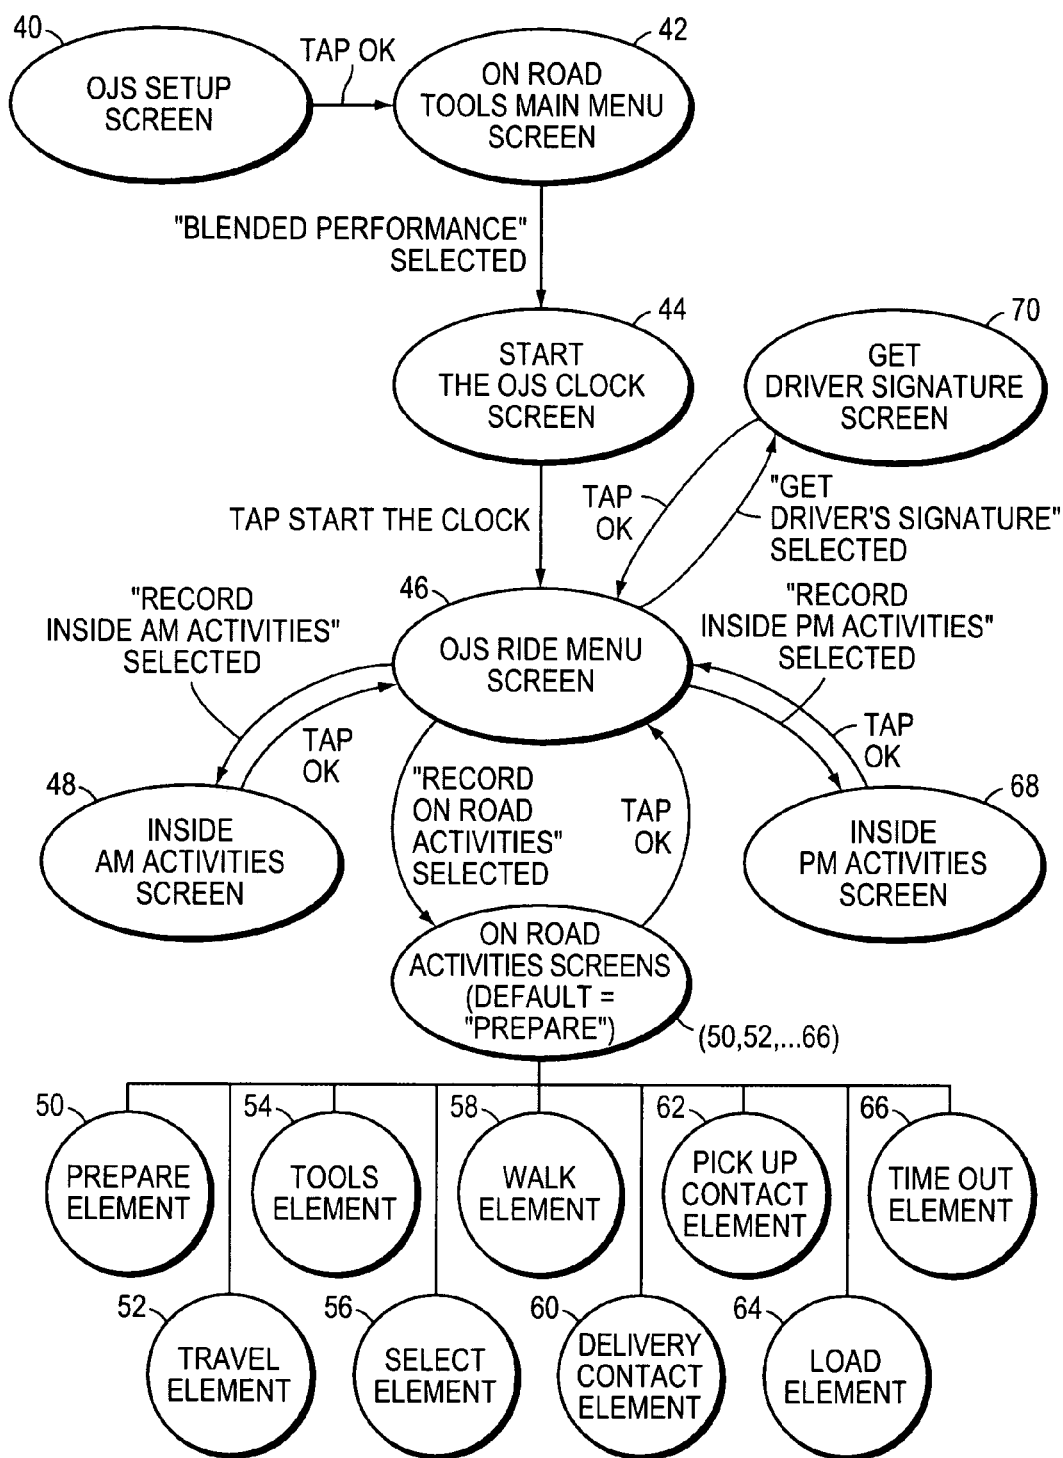 40
OJS SETUP
SCREEN
TAP OK
42
ON ROAD
TOOLS MAIN MENU
SCREEN
"BLENDED PERFORMANCE"
SELECTED
44
START
THE OJS CLOCK
SCREEN
70
GET
DRIVER SIGNATURE
SCREEN
TAP START THE CLOCK
TAP
OK
"GET
DRIVER'S SIGNATURE"
SELECTED
"RECORD
INSIDE AM ACTIVITIES"
SELECTED
46
OJS RIDE MENU
SCREEN
"RECORD
INSIDE PM ACTIVITIES"
SELECTED
TAP
OK
TAP
OK
48
INSIDE
AM ACTIVITIES
SCREEN
"RECORD
ON ROAD
ACTIVITIES"
SELECTED
TAP
OK
68
INSIDE
PM ACTIVITIES
SCREEN
ON ROAD
ACTIVITIES SCREENS
(DEFAULT =
"PREPARE")
(50,52,...66)
50
PREPARE
ELEMENT
54
TOOLS
ELEMENT
58
WALK
ELEMENT
62
PICK UP
CONTACT
ELEMENT
66
TIME OUT
ELEMENT
52
TRAVEL
ELEMENT
56
SELECT
ELEMENT
60
DELIVERY
CONTACT
ELEMENT
64
LOAD
ELEMENT